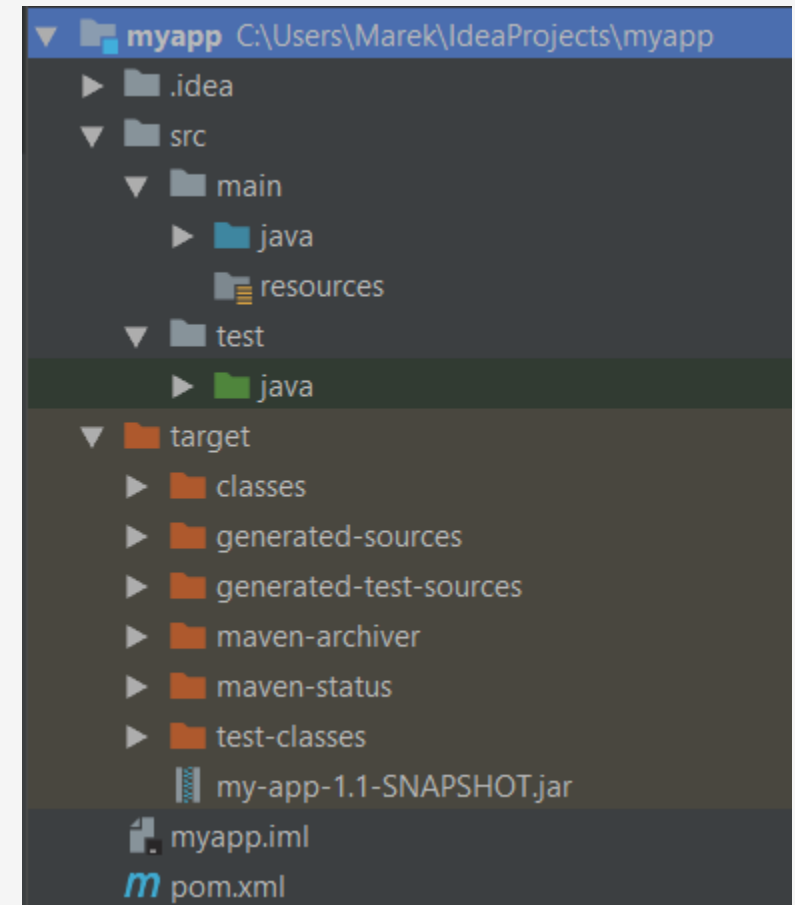 myapp C:\Users\Marek\IdeaProjects\myapp
.idea
src
main
java
resources
test
java
target
classes
generated-sources
generated-test-sources
maven-archiver
maven-status
test-classes
my-app-1.1-SNAPSHOT.jar
myapp.iml
m pom.xml